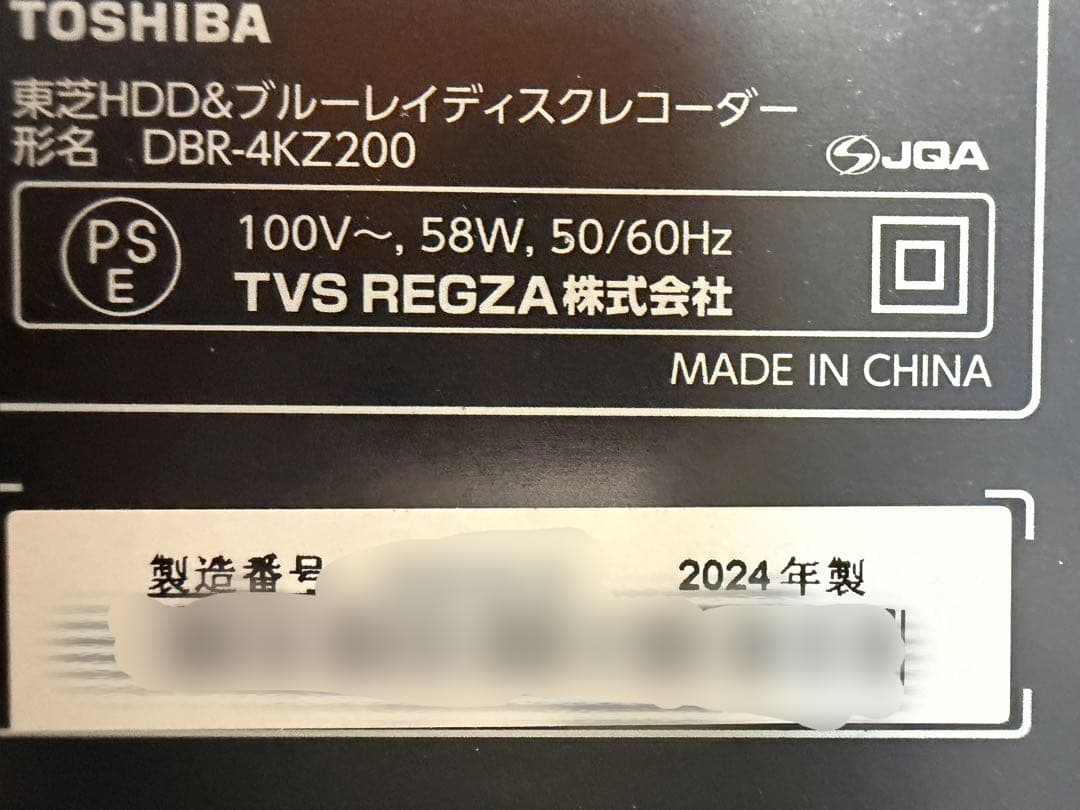 TOSHIBA
東芝HDD&ブルーレイディスクレコーダー
形名 DBR-4KZ200
JQA
PS
E
100V～, 58W, 50/60Hz
TVS REGZA株式会社
MADE IN CHINA
製造番号
2024年製